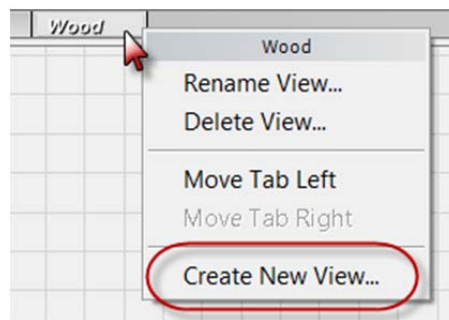 Wood
Wood
Rename View...
Delete View...
Move Tab Left
Move Tab Right
Create New View...